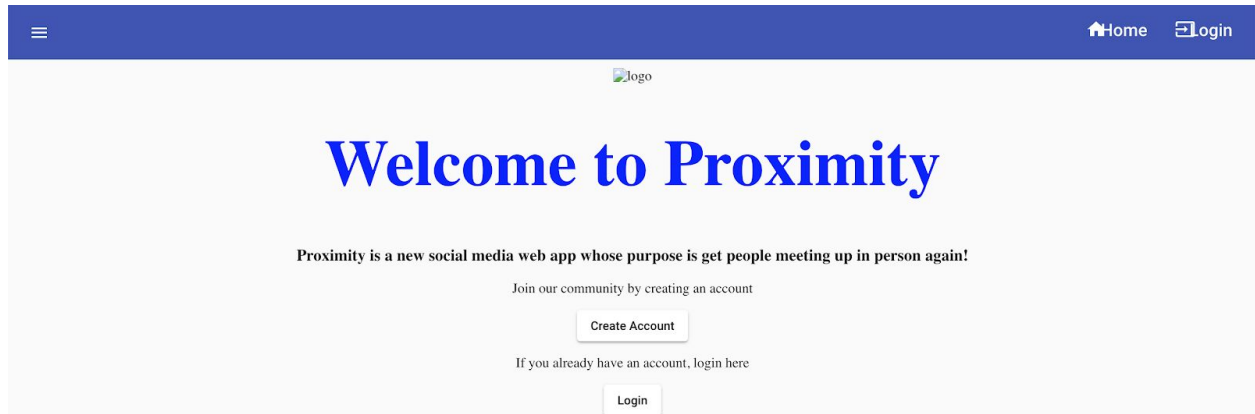 Home Login
logo
Welcome to Proximity
Proximity is a new social media web app whose purpose is get people meeting up in person again!
Join our community by creating an account
Create Account
If you already have an account, login here
Login